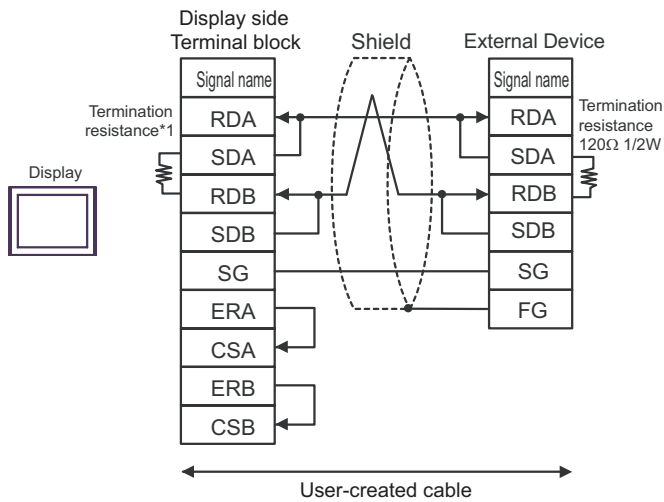 Display side
Terminal block
Shield
External Device
Signal name
Signal name
Termination
resistance*1
RDA
RDA
Termination
resistance
120Ω 1/2W
SDA
SDA
Display
RDB
RDB
SDB
SDB
SG
SG
ERA
FG
CSA
ERB
CSB
User-created cable